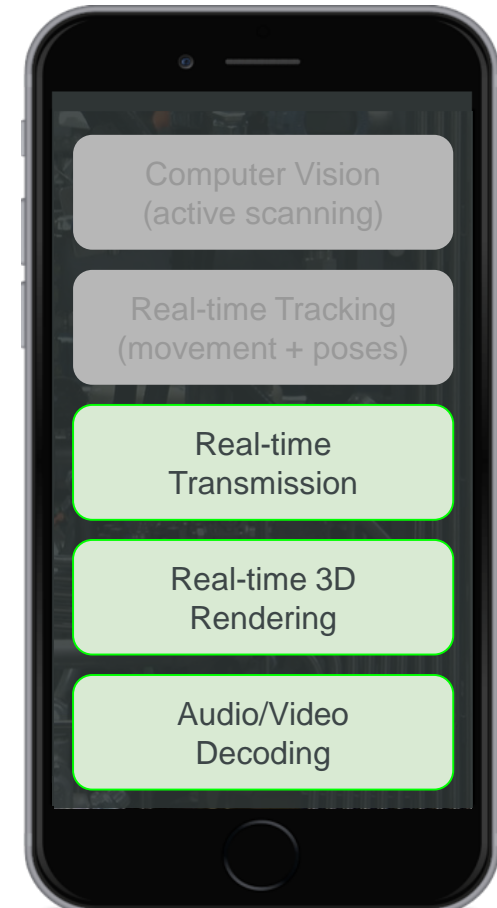 Computer Vision
(active scanning)
Real-time Tracking
(movement + poses)
Real-time
Transmission
Real-time 3D
Rendering
Audio/Video
Decoding